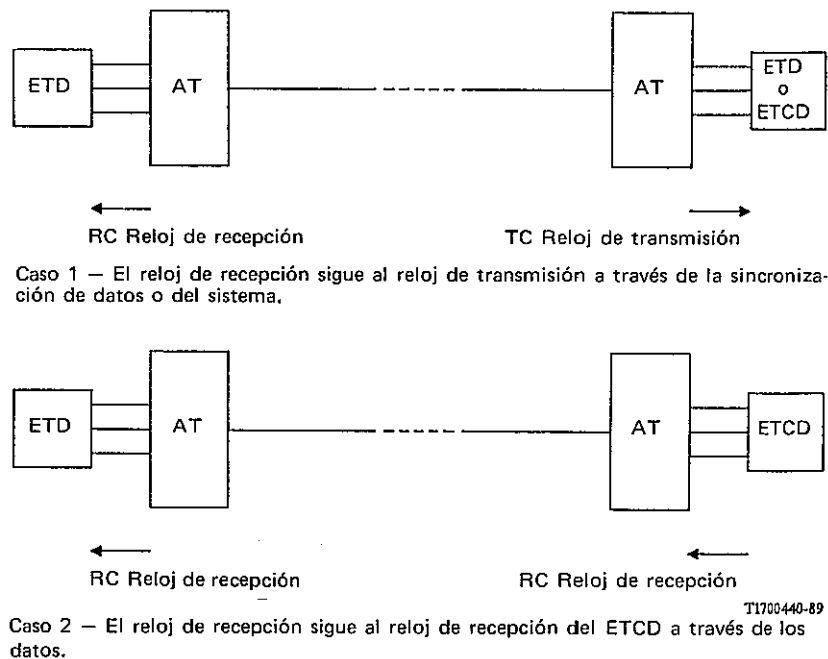 ETD
AT
AT
ETD
o
ETCD
RC Reloj de recepción
TC Reloj de transmisión
Caso 1 — El reloj de recepción sigue al reloj de transmisión a través de la sincroniza-
ción de datos o del sistema.
ETD
AT
AT
ETCD
RC Reloj de recepción
RC Reloj de recepción
T1700440-89
Caso 2 — El reloj de recepción sigue al reloj de recepción del ETCD a través de los
datos.